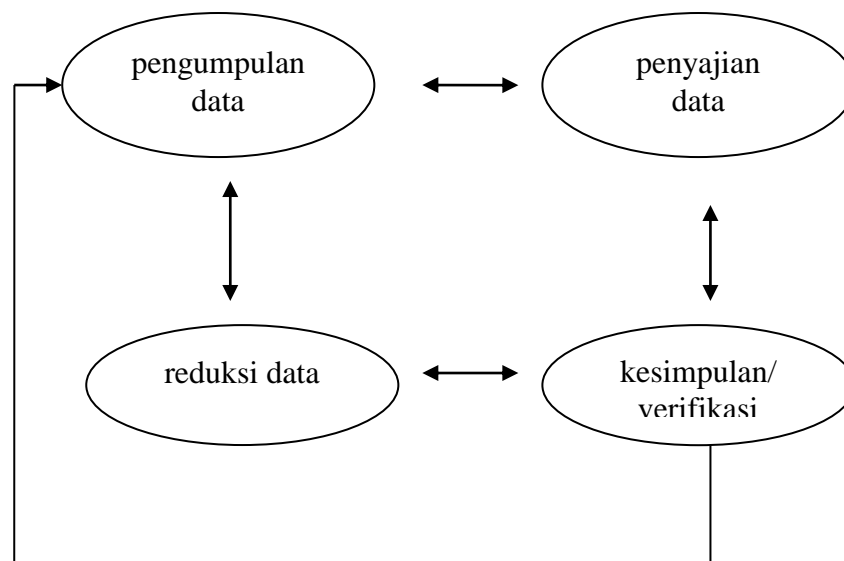 pengumpulan
data
penyajian
data
reduksi data
kesimpulan/
verifikasi